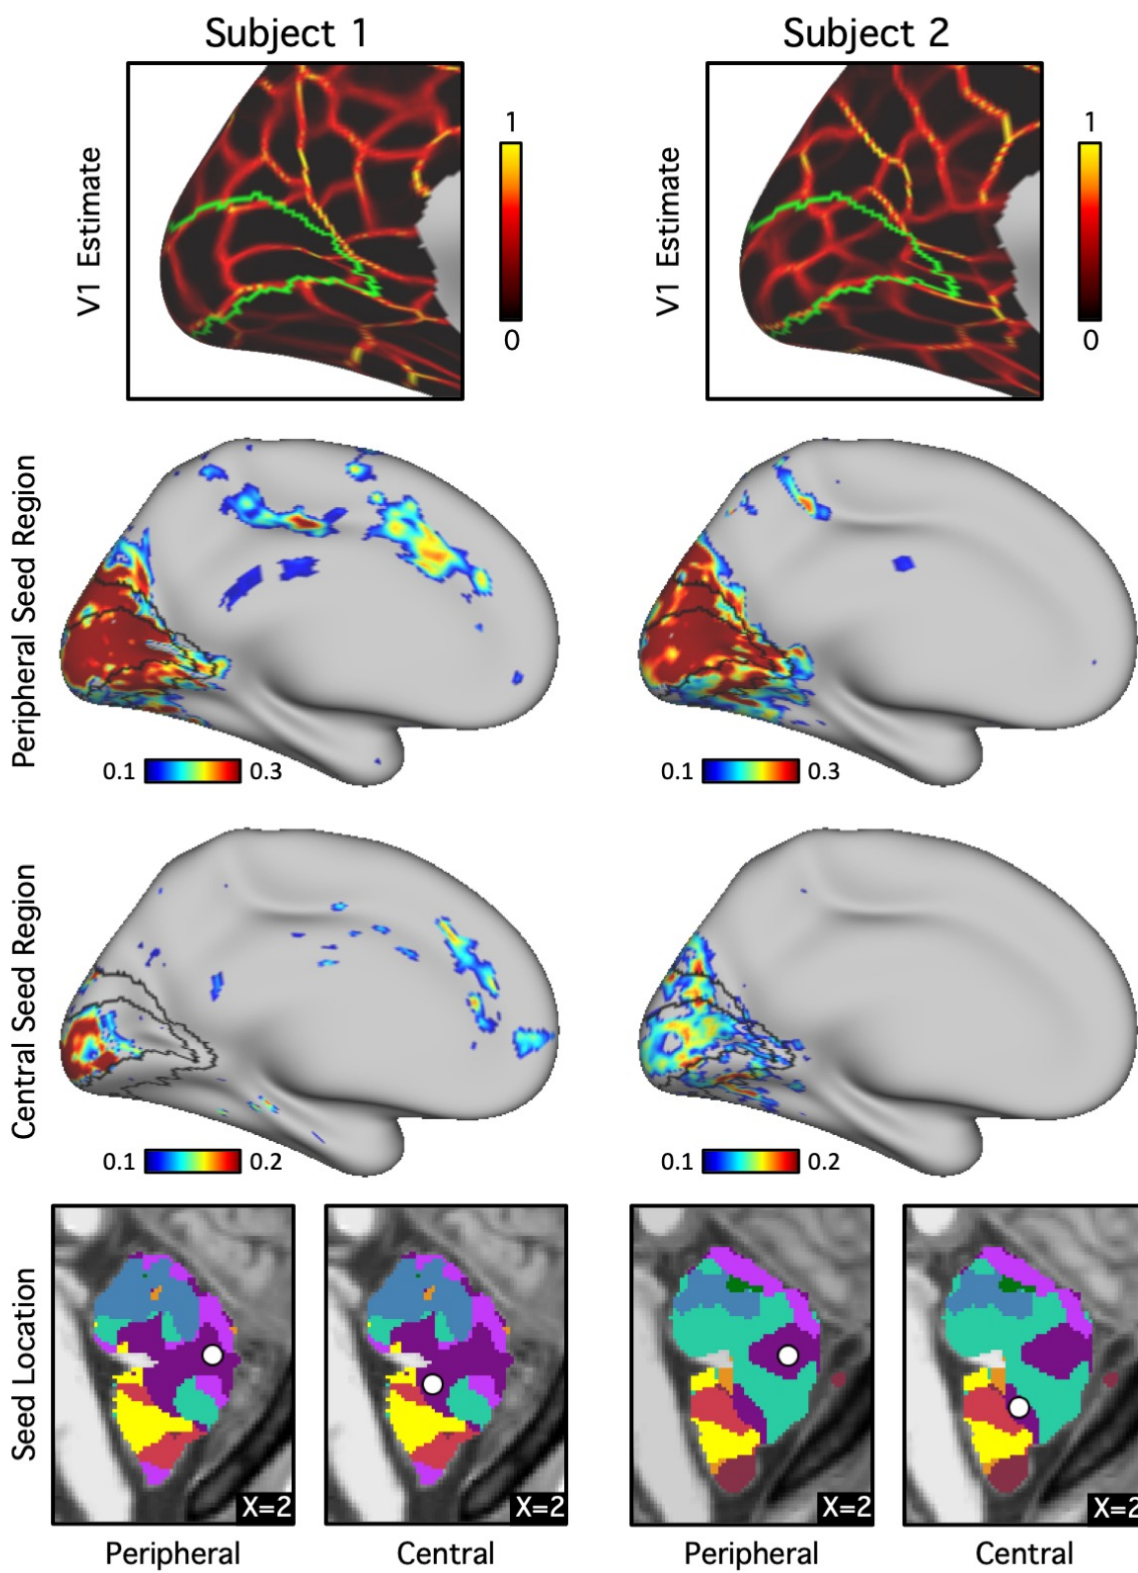 Subject 1
Subject 2
V1 Estimate
1
0
V1 Estimate
1
0
Peripheral Seed Region
0.1
0.3
0.1
0.3
Central Seed Region
0.1
0.2
0.1
0.2
Seed Location
X=2
X=2
X=2
X=2
Peripheral
Central
Peripheral
Central